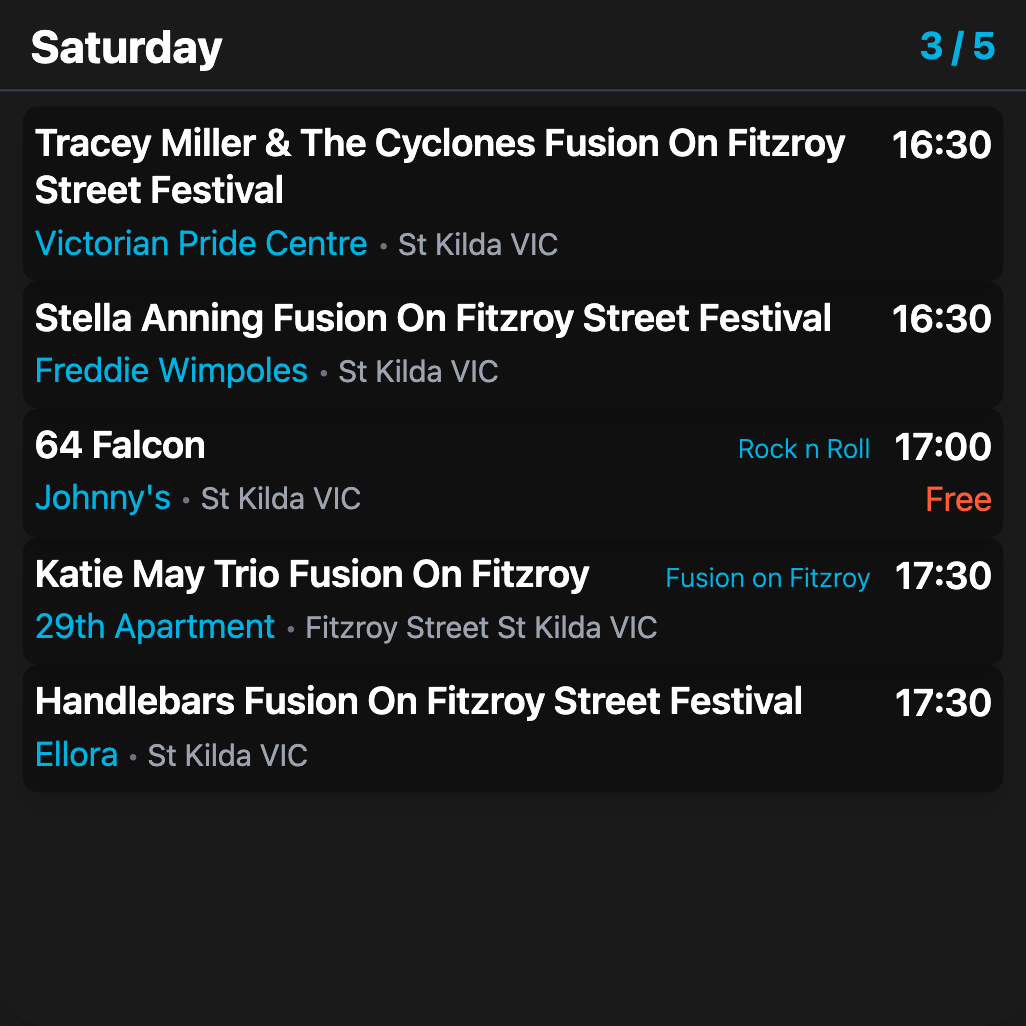 Saturday 3 / 5
Tracey Miller & The Cyclones Fusion On Fitzroy 16:30
Street Festival
Victorian Pride Centre • St Kilda VIC
Stella Anning Fusion On Fitzroy Street Festival 16:30
Freddie Wimpoles • St Kilda VIC
64 Falcon Rock n Roll 17:00
Johnny's • St Kilda VIC Free
Katie May Trio Fusion On Fitzroy Fusion on Fitzroy 17:30
29th Apartment • Fitzroy Street St Kilda VIC
Handlebars Fusion On Fitzroy Street Festival 17:30
Ellora • St Kilda VIC